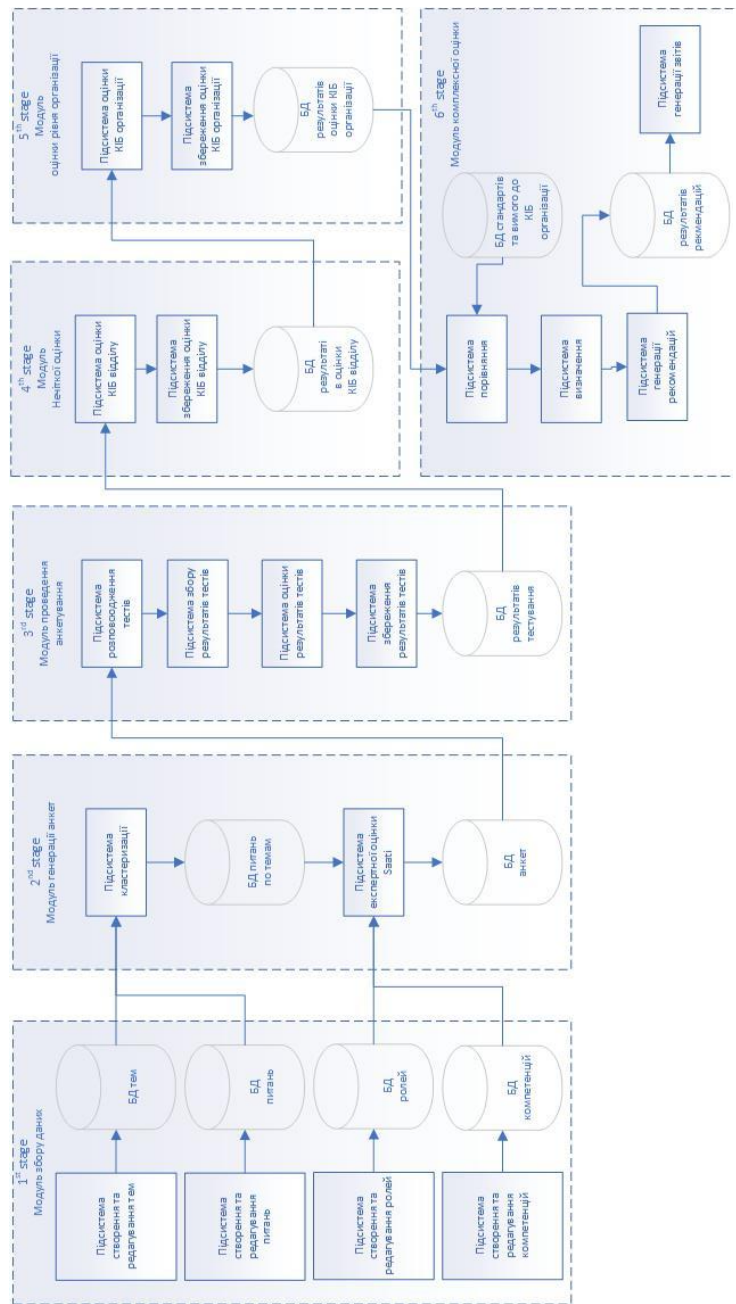 1st stage
Модуль збору даних
Підсистема
створення та
редагування тем
БД тем
Підсистема
створення та
редагування
питань
БД
питань
Підсистема
створення та
редагування ролей
БД
ролей
Підсистема
створення та
редагування
компетенцій
БД
компетенцій
2nd stage
Модуль генерації анкет
Підсистема
кластеризації
БД питань
по темам
Підсистема
експертної оцінки
Saati
БД
анкет
3rd stage
Модуль проведення
анкетування
Підсистема
розповсюдження
тестів
Підсистема збору
результатів тестів
Підсистема оцінки
результатів тестів
Підсистема
збереження
результатів тестів
БД
результатів
тестування
4th stage
Модуль
Нечіткої оцінки
Підсистема оцінки
КІБ відділу
Підсистема
збереження оцінки
КІБ відділу
БД
результаті
в оцінки
КІБ відділу
5th stage
Модуль
оцінки рівня організації
Підсистема оцінки
КІБ організації
Підсистема
збереження оцінки
КІБ організації
БД
результатів
оцінки КІБ
організації
6th stage
Модуль комплексної оцінки
Підсистема
порівняння
БД стандартів
та вимого до
КІБ
організації
Підсистема
визначення
Підсистема
генерації
рекомендацій
БД
результатів
рекомендації
Підсистема
генерації звітів